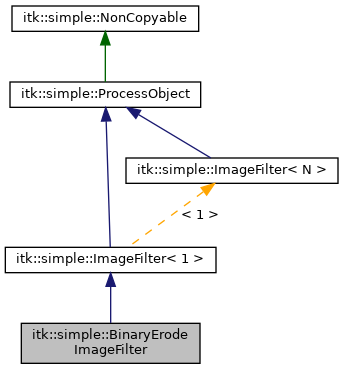 itk::simple::NonCopyable
itk::simple::ProcessObject
itk::simple::ImageFilter< N >
< 1 >
itk::simple::ImageFilter< 1 >
itk::simple::BinaryErode
ImageFilter